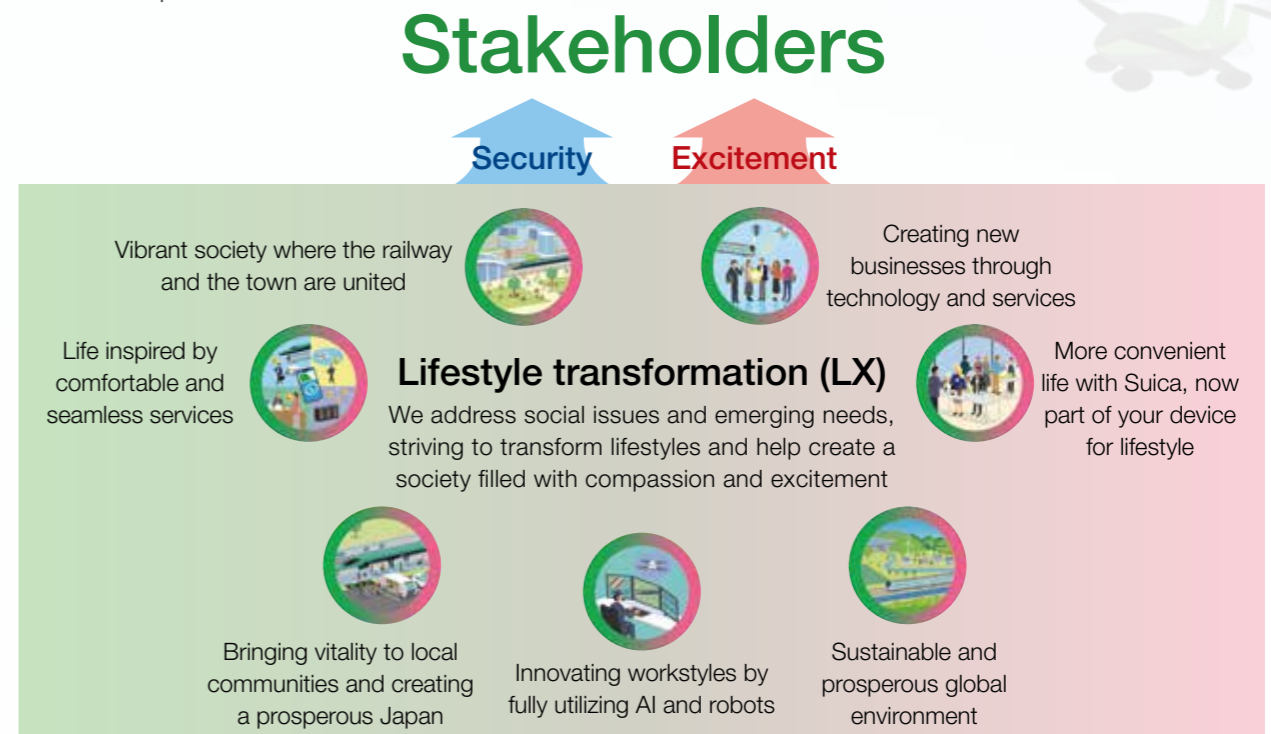 Stakeholders
Security
Excitement
Vibrant society where the railway
and the town are united
Creating new
businesses through
technology and services
Life inspired by
comfortable and
seamless services
Lifestyle transformation (LX)
We address social issues and emerging needs,
striving to transform lifestyles and help create a
society filled with compassion and excitement
More convenient
life with Suica, now
part of your device
for lifestyle
Bringing vitality to local
communities and creating
a prosperous Japan
Innovating workstyles by
fully utilizing AI and robots
Sustainable and
prosperous global
environment